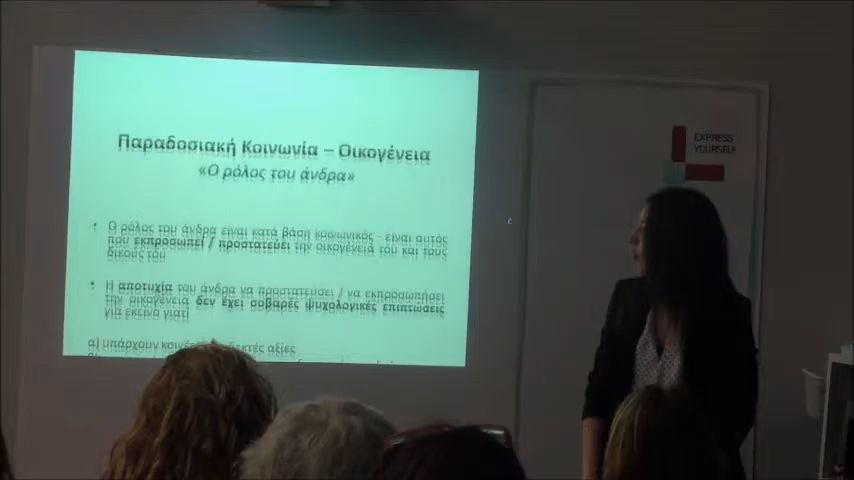 Παραδοσιακή Κοινωνία – Οικογένεια
«Ο ρόλος του άνδρα»
• Ο ρόλος του άνδρα είναι κατά βάση κοινωνικός - είναι αυτός
που εκπροσωπεί / προστατεύει την οικογένειά του και τους
δικούς του
• Η αποτυχία του άνδρα να προστατεύσει / να εκπροσωπήσει
την οικογένεια δεν έχει σοβαρές ψυχολογικές επιπτώσεις
για εκείνο γιατί
α) υπάρχουν αξίες
EXPRESS
YOURSELF